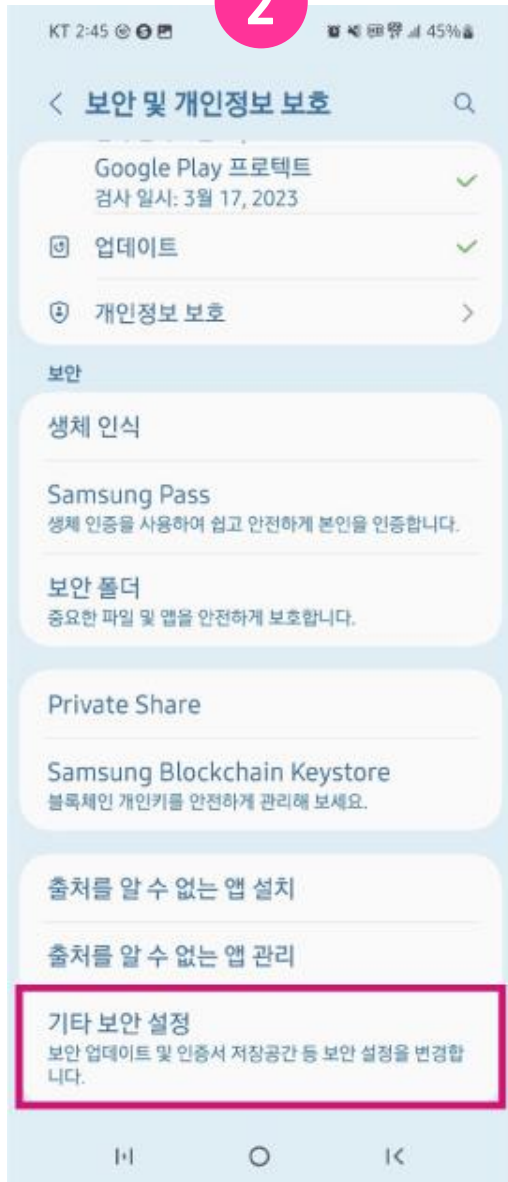 2
KT 2:45
45%
보안 및 개인정보 보호
Google Play 프로텍트
검사 일시: 3월 17, 2023
업데이트
개인정보 보호
보안
생체 인식
Samsung Pass
생체 인증을 사용하여 쉽고 안전하게 본인을 인증합니다.
보안 폴더
중요한 파일 및 앱을 안전하게 보호합니다.
Private Share
Samsung Blockchain Keystore
블록체인 개인키를 안전하게 관리해 보세요.
출처를 알 수 없는 앱 설치
출처를 알 수 없는 앱 관리
기타 보안 설정
보안 업데이트 및 인증서 저장공간 등 보안 설정을 변경합
니다.